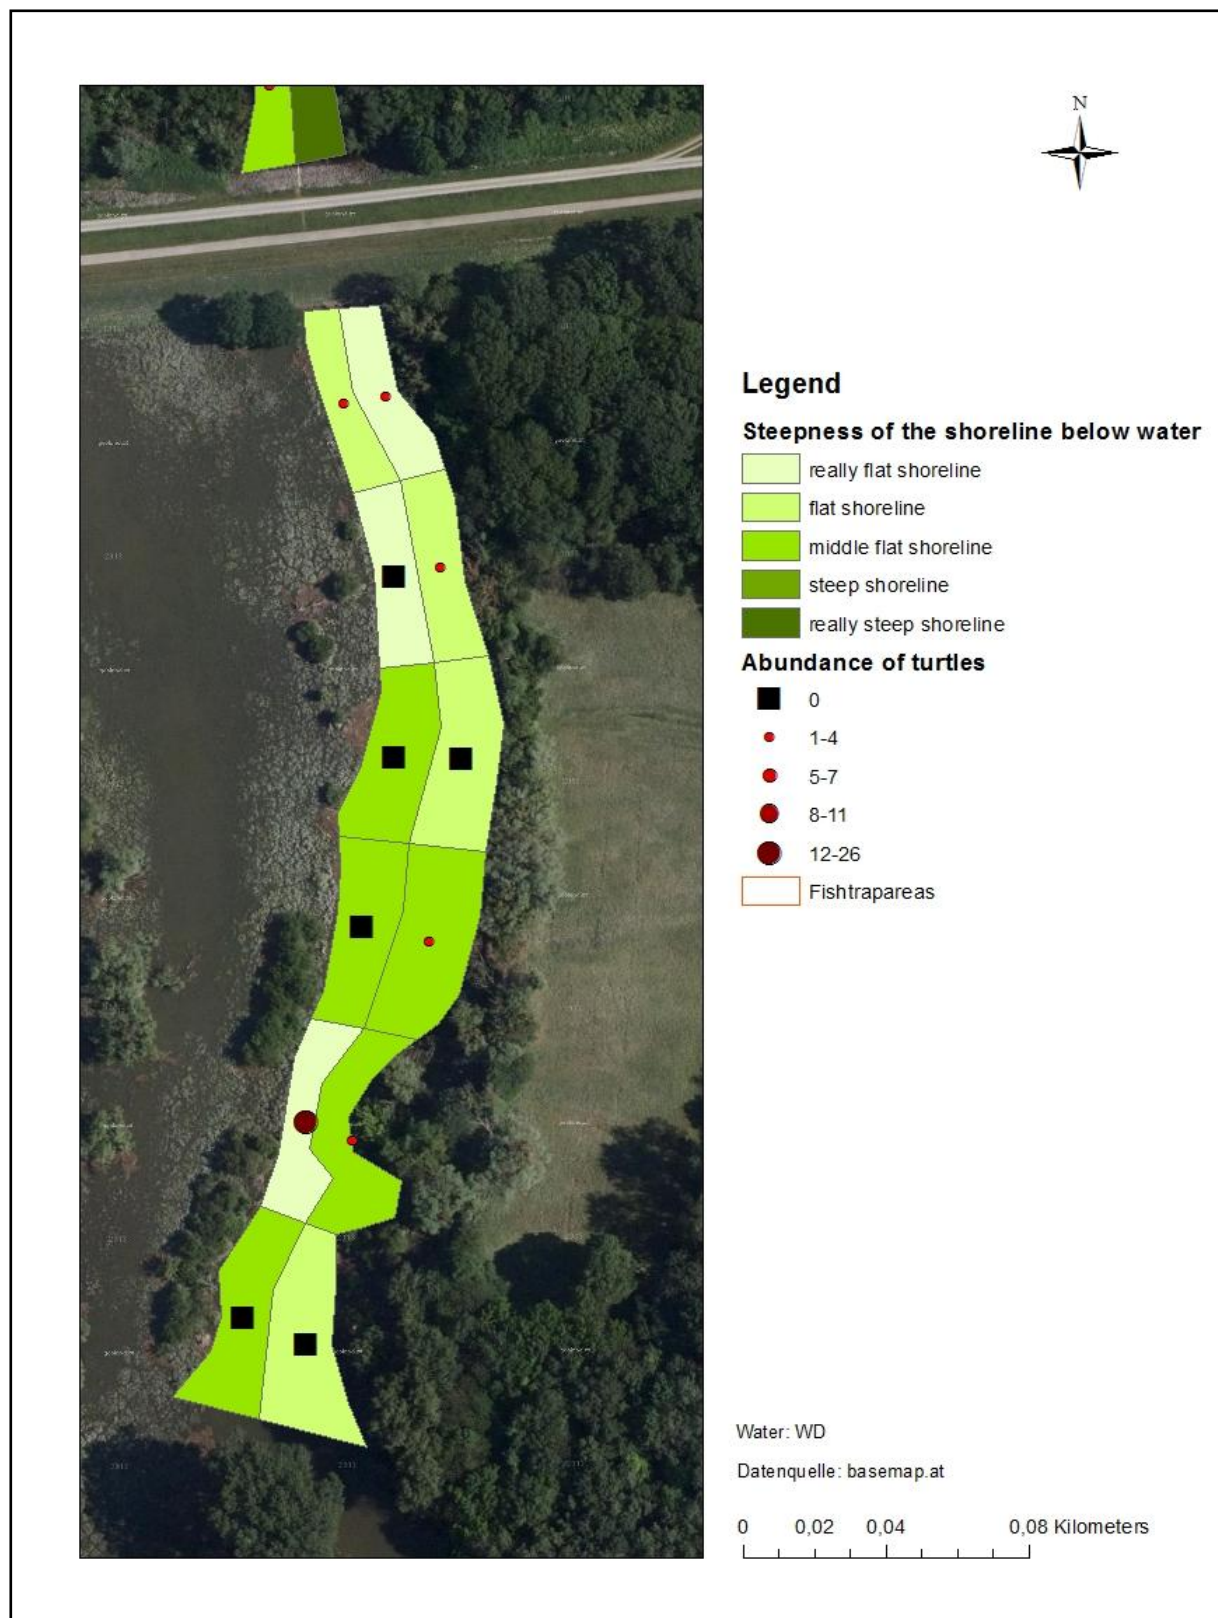 N
Legend
Steepness of the shoreline below water
really flat shoreline
flat shoreline
middle flat shoreline
steep shoreline
really steep shoreline
Abundance of turtles
0
1-4
5-7
8-11
12-26
Fishtrapareas
Water: WD
Datenquelle: basemap.at
0 0,02 0,04 0,08 Kilometers